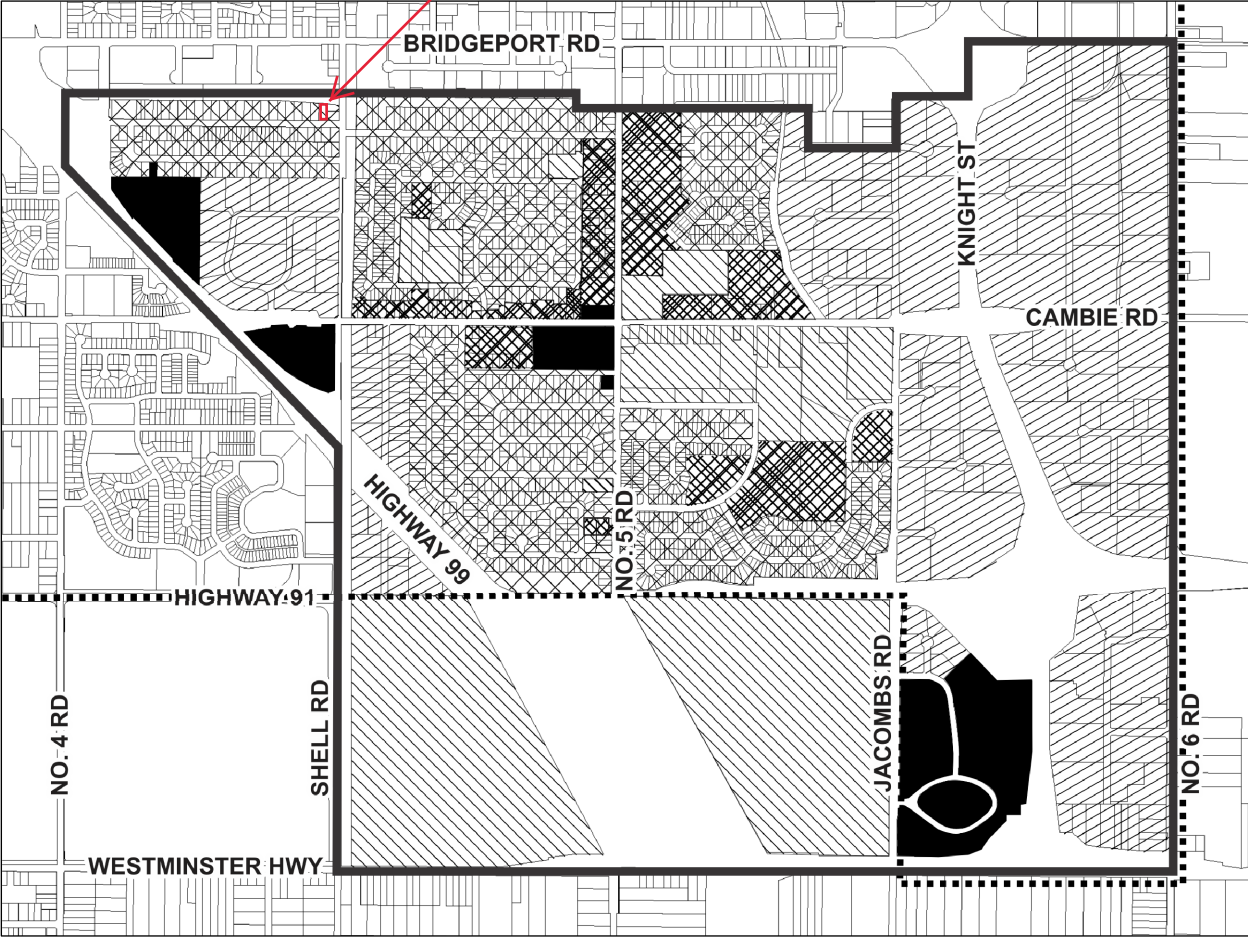 BRIDGEPORT RD
KNIGHT ST
CAMBIE RD
HIGHWAY 99
NO. 5 RD
HIGHWAY 91
NO. 4 RD
SHELL RD
JACOMBS RD
NO. 6 RD
WESTMINSTER HWY